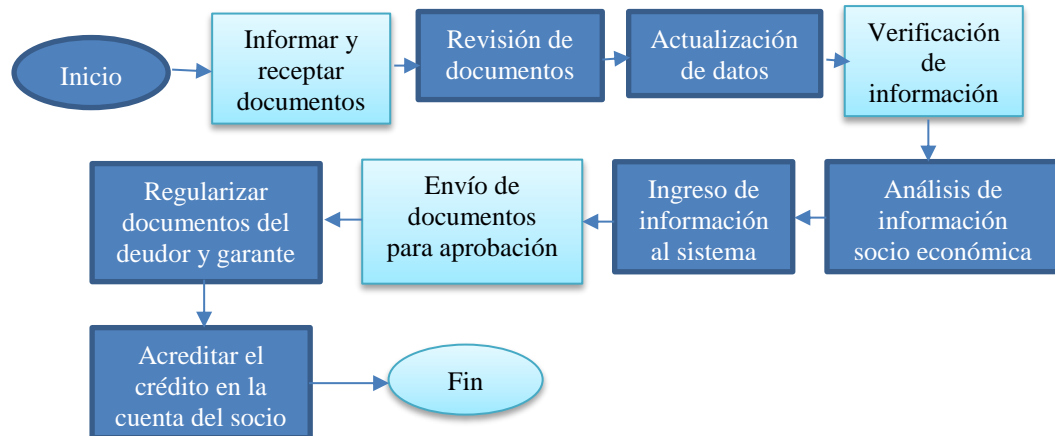 Inicio
Informar y
receptar
documentos
Revisión de
documentos
Actualización
de datos
Verificación
de
información
Análisis de
información
socio económica
Ingreso de
información
al sistema
Envío de
documentos
para aprobación
Regularizar
documentos del
deudor y garante
Acreditar el
crédito en la
cuenta del socio
Fin